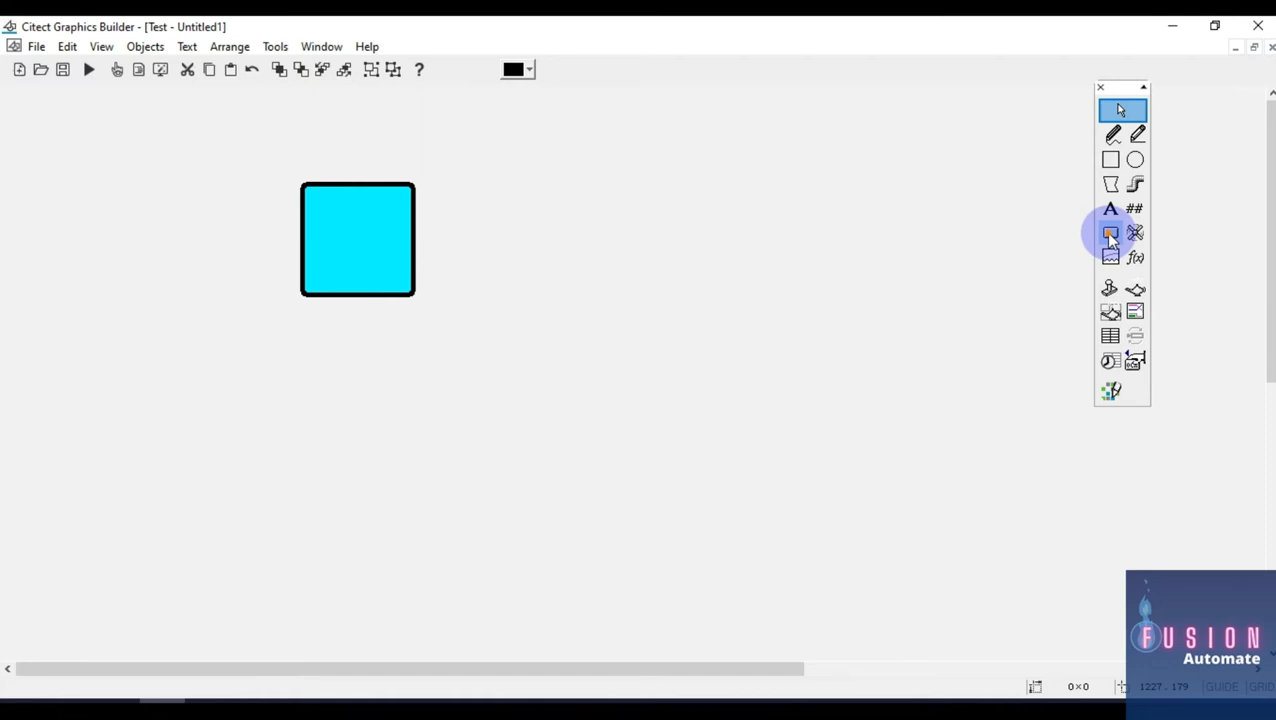 Citect Graphics Builder - [Test - Untitled1]
File Edit View Objects Text Arrange Tools Window Help
A ##
f(x)
0×0 1227 , 179 GUIDE GRID
FUSION
Automate